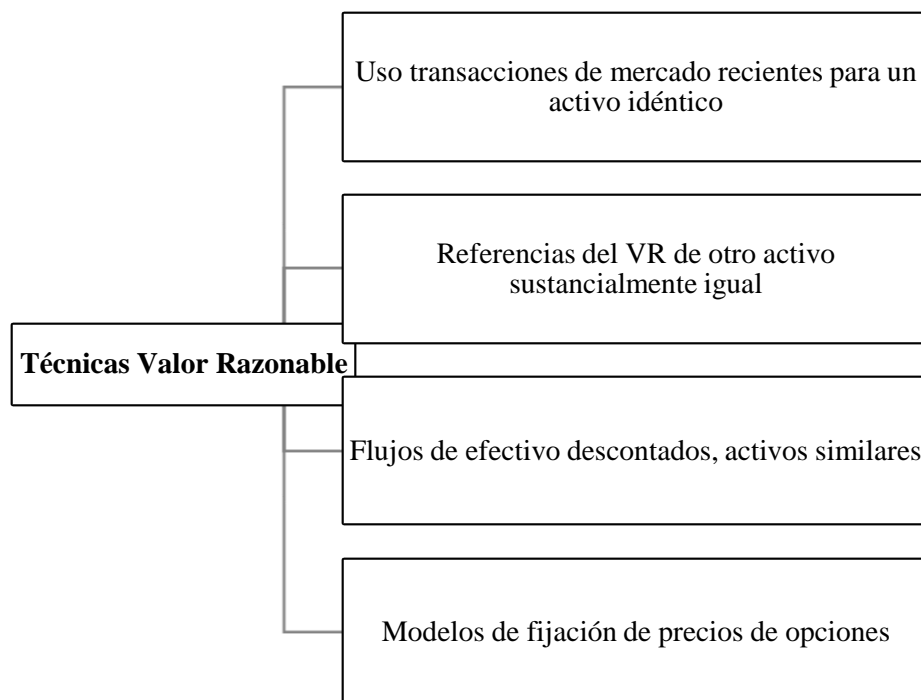 Uso transacciones de mercado recientes para un
activo idéntico
Referencias del VR de otro activo
sustancialmente igual
Técnicas Valor Razonable
Flujos de efectivo descontados, activos similares
Modelos de fijación de precios de opciones